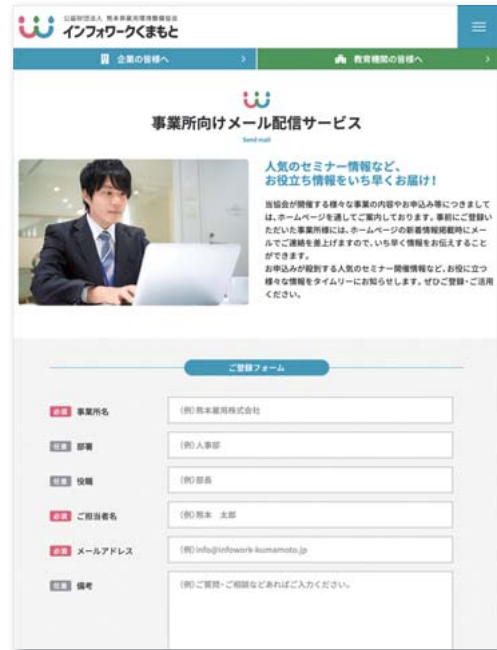 公益財団法人 熊本県雇用環境整備協会
インフォワークくまもと
企業の皆様へ
教育機関の皆様へ
事業所向けメール配信サービス
Send mail
人気のセミナー情報など、
お役立ち情報をいち早くお届け！
当協会が開催する様々な事業の内容やお申込み等につきまして
は、ホームページを通してご案内しております。事前にご登録い
ただいた事業所様には、ホームページの新着情報掲載時にメー
ルでご連絡を差上げますので、いち早く情報をお伝えすること
ができます。
お申込みが殺到する人気のセミナー開催情報など、お役に立つ
様々な情報をタイムリーにお知らせします。ぜひご登録・ご活用
ください。
ご登録フォーム
必須 事業所名 (例)熊本雇用株式会社
任意 部署 (例)人事部
任意 役職 (例)部長
必須 ご担当者名 (例)熊本 太郎
必須 メールアドレス (例)info@infowork-kumamoto.jp
任意 備考 (例)ご質問・ご相談などあればご入力ください。